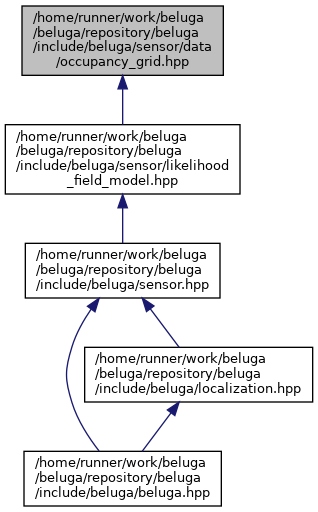 /home/runner/work/beluga
/beluga/repository/beluga
/include/beluga/sensor/data
/occupancy_grid.hpp
/home/runner/work/beluga
/beluga/repository/beluga
/include/beluga/sensor/likelihood
_field_model.hpp
/home/runner/work/beluga
/beluga/repository/beluga
/include/beluga/sensor.hpp
/home/runner/work/beluga
/beluga/repository/beluga
/include/beluga/localization.hpp
/home/runner/work/beluga
/beluga/repository/beluga
/include/beluga/beluga.hpp